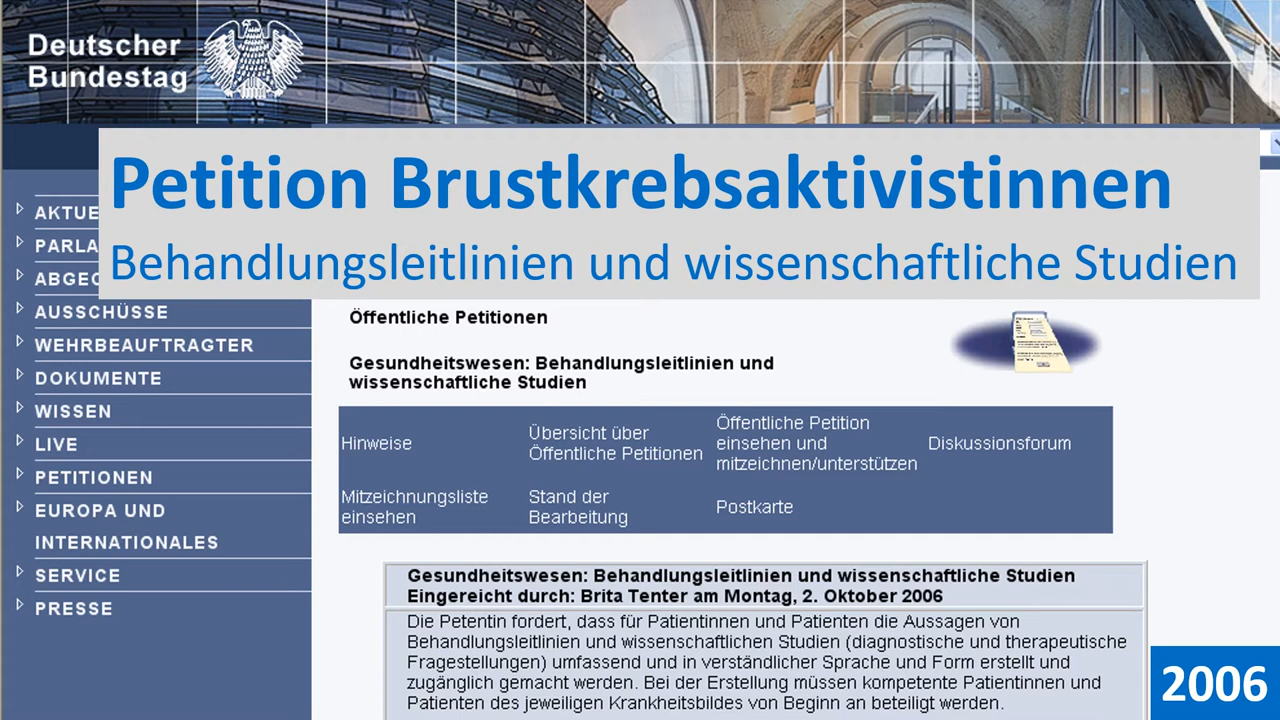 Deutscher
Bundestag
Petition Brustkrebsaktivistinnen
Behandlungsleitlinien und wissenschaftliche Studien
AKTUE
PARLA
ABGEO
AUSSCHÜSSE
WEHRBEAUFTRAGTER
DOKUMENTE
WISSEN
LIVE
PETITIONEN
EUROPA UND
INTERNATIONALES
SERVICE
PRESSE
Öffentliche Petitionen
Gesundheitswesen: Behandlungsleitlinien und
wissenschaftliche Studien
Hinweise
Übersicht über
Öffentliche Petitionen
Öffentliche Petition
einsehen und
mitzeichnen/unterstützen
Diskussionsforum
Mitzeichnungsliste
einsehen
Stand der
Bearbeitung
Postkarte
Gesundheitswesen: Behandlungsleitlinien und wissenschaftliche Studien
Eingereicht durch: Brita Tenter am Montag, 2. Oktober 2006
Die Petentin fordert, dass für Patientinnen und Patienten die Aussagen von
Behandlungsleitlinien und wissenschaftlichen Studien (diagnostische und therapeutische
Fragestellungen) umfassend und in verständlicher Sprache und Form erstellt und
zugänglich gemacht werden. Bei der Erstellung müssen kompetente Patientinnen und
Patienten des jeweiligen Krankheitsbildes von Beginn an beteiligt werden.
2006